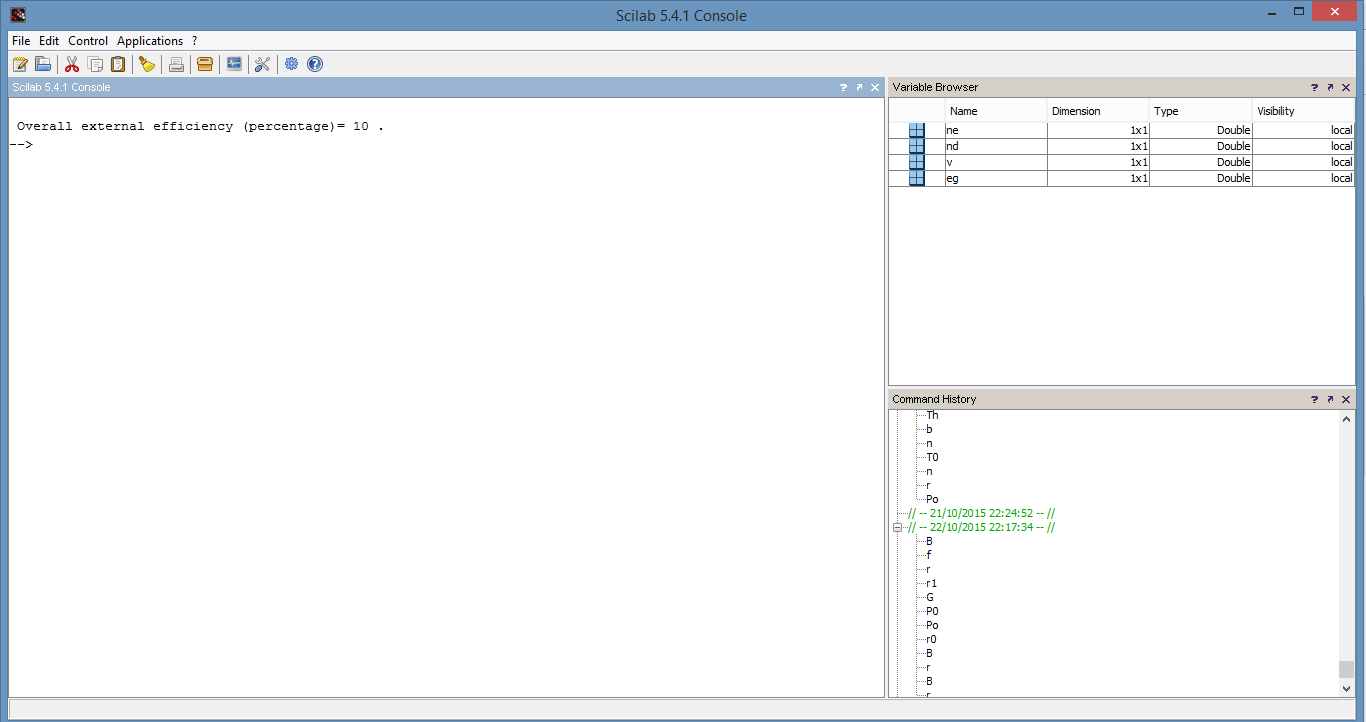 Scilab 5.4.1 Console
File Edit Control Applications ?
Scilab 5.4.1 Console ?
Overall external efficiency (percentage)= 10 .
-->
Variable Browser ?
Name Dimension Type Visibility
ne 1x1 Double local
nd 1x1 Double local
v 1x1 Double local
eg 1x1 Double local
Command History ?
Th
b
n
T0
n
r
Po
// -- 21/10/2015 22:24:52 -- //
// -- 22/10/2015 22:17:34 -- //
B
f
r
r1
G
P0
Po
r0
B
r
B
r